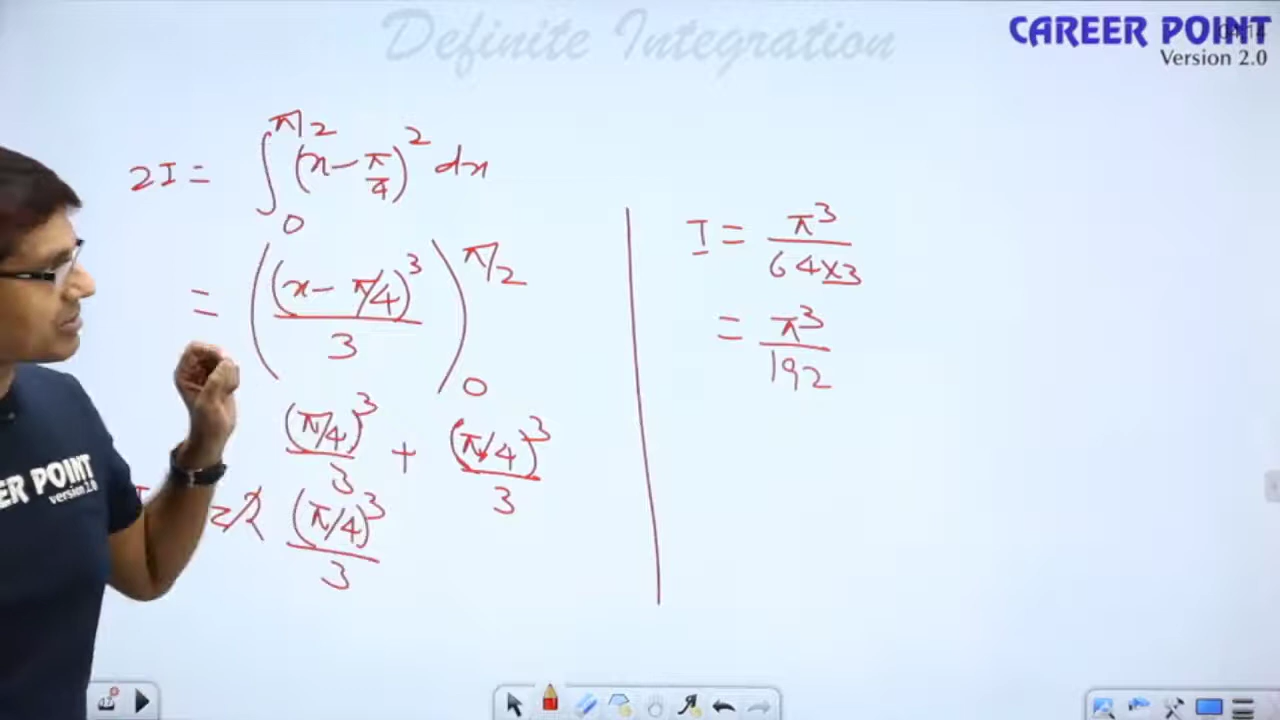 Definite Integration
CAREER POINT
Version 2.0
2I = ∫₀^{π/2} (x − π/4)² dx
= ((x − π/4)³ / 3)₀^{π/2}
(π/4)³ / 3 + (π/4)³ / 3
= 2 (π/4)³ / 3
I = π³ / 64×3
= π³ / 192
ER POINT
version 2.0